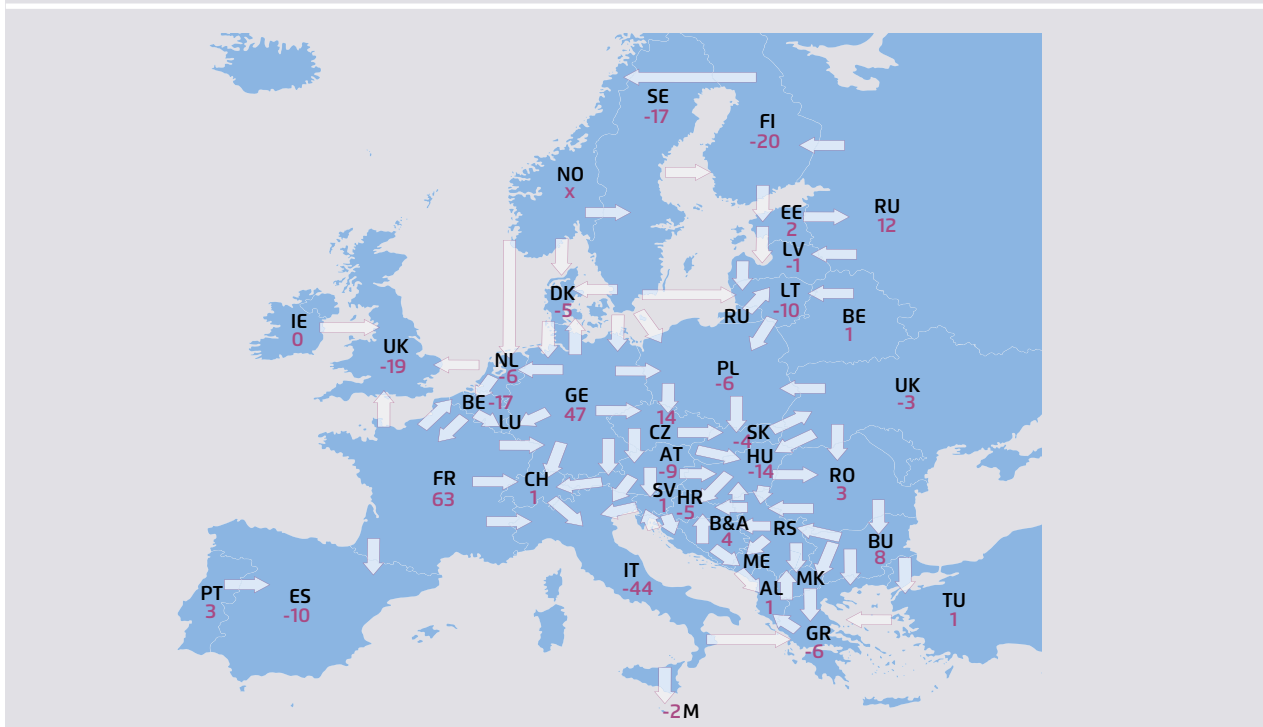 SE
-17
FI
-20
NO
x
EE
2
RU
12
LV
-1
DK
-5
LT
-10
RU
BE
1
IE
0
UK
-19
NL
-6
PL
-6
BE -17
GE
47
UK
-3
LU
14
CZ
SK
-4
AT
-9
HU
-14
FR
63
CH
1
RO
3
SV
1
HR
-5
B&A
4
RS
BU
8
ME
IT
-44
AL
1
MK
PT
3
ES
-10
TU
1
GR
-6
-2 M